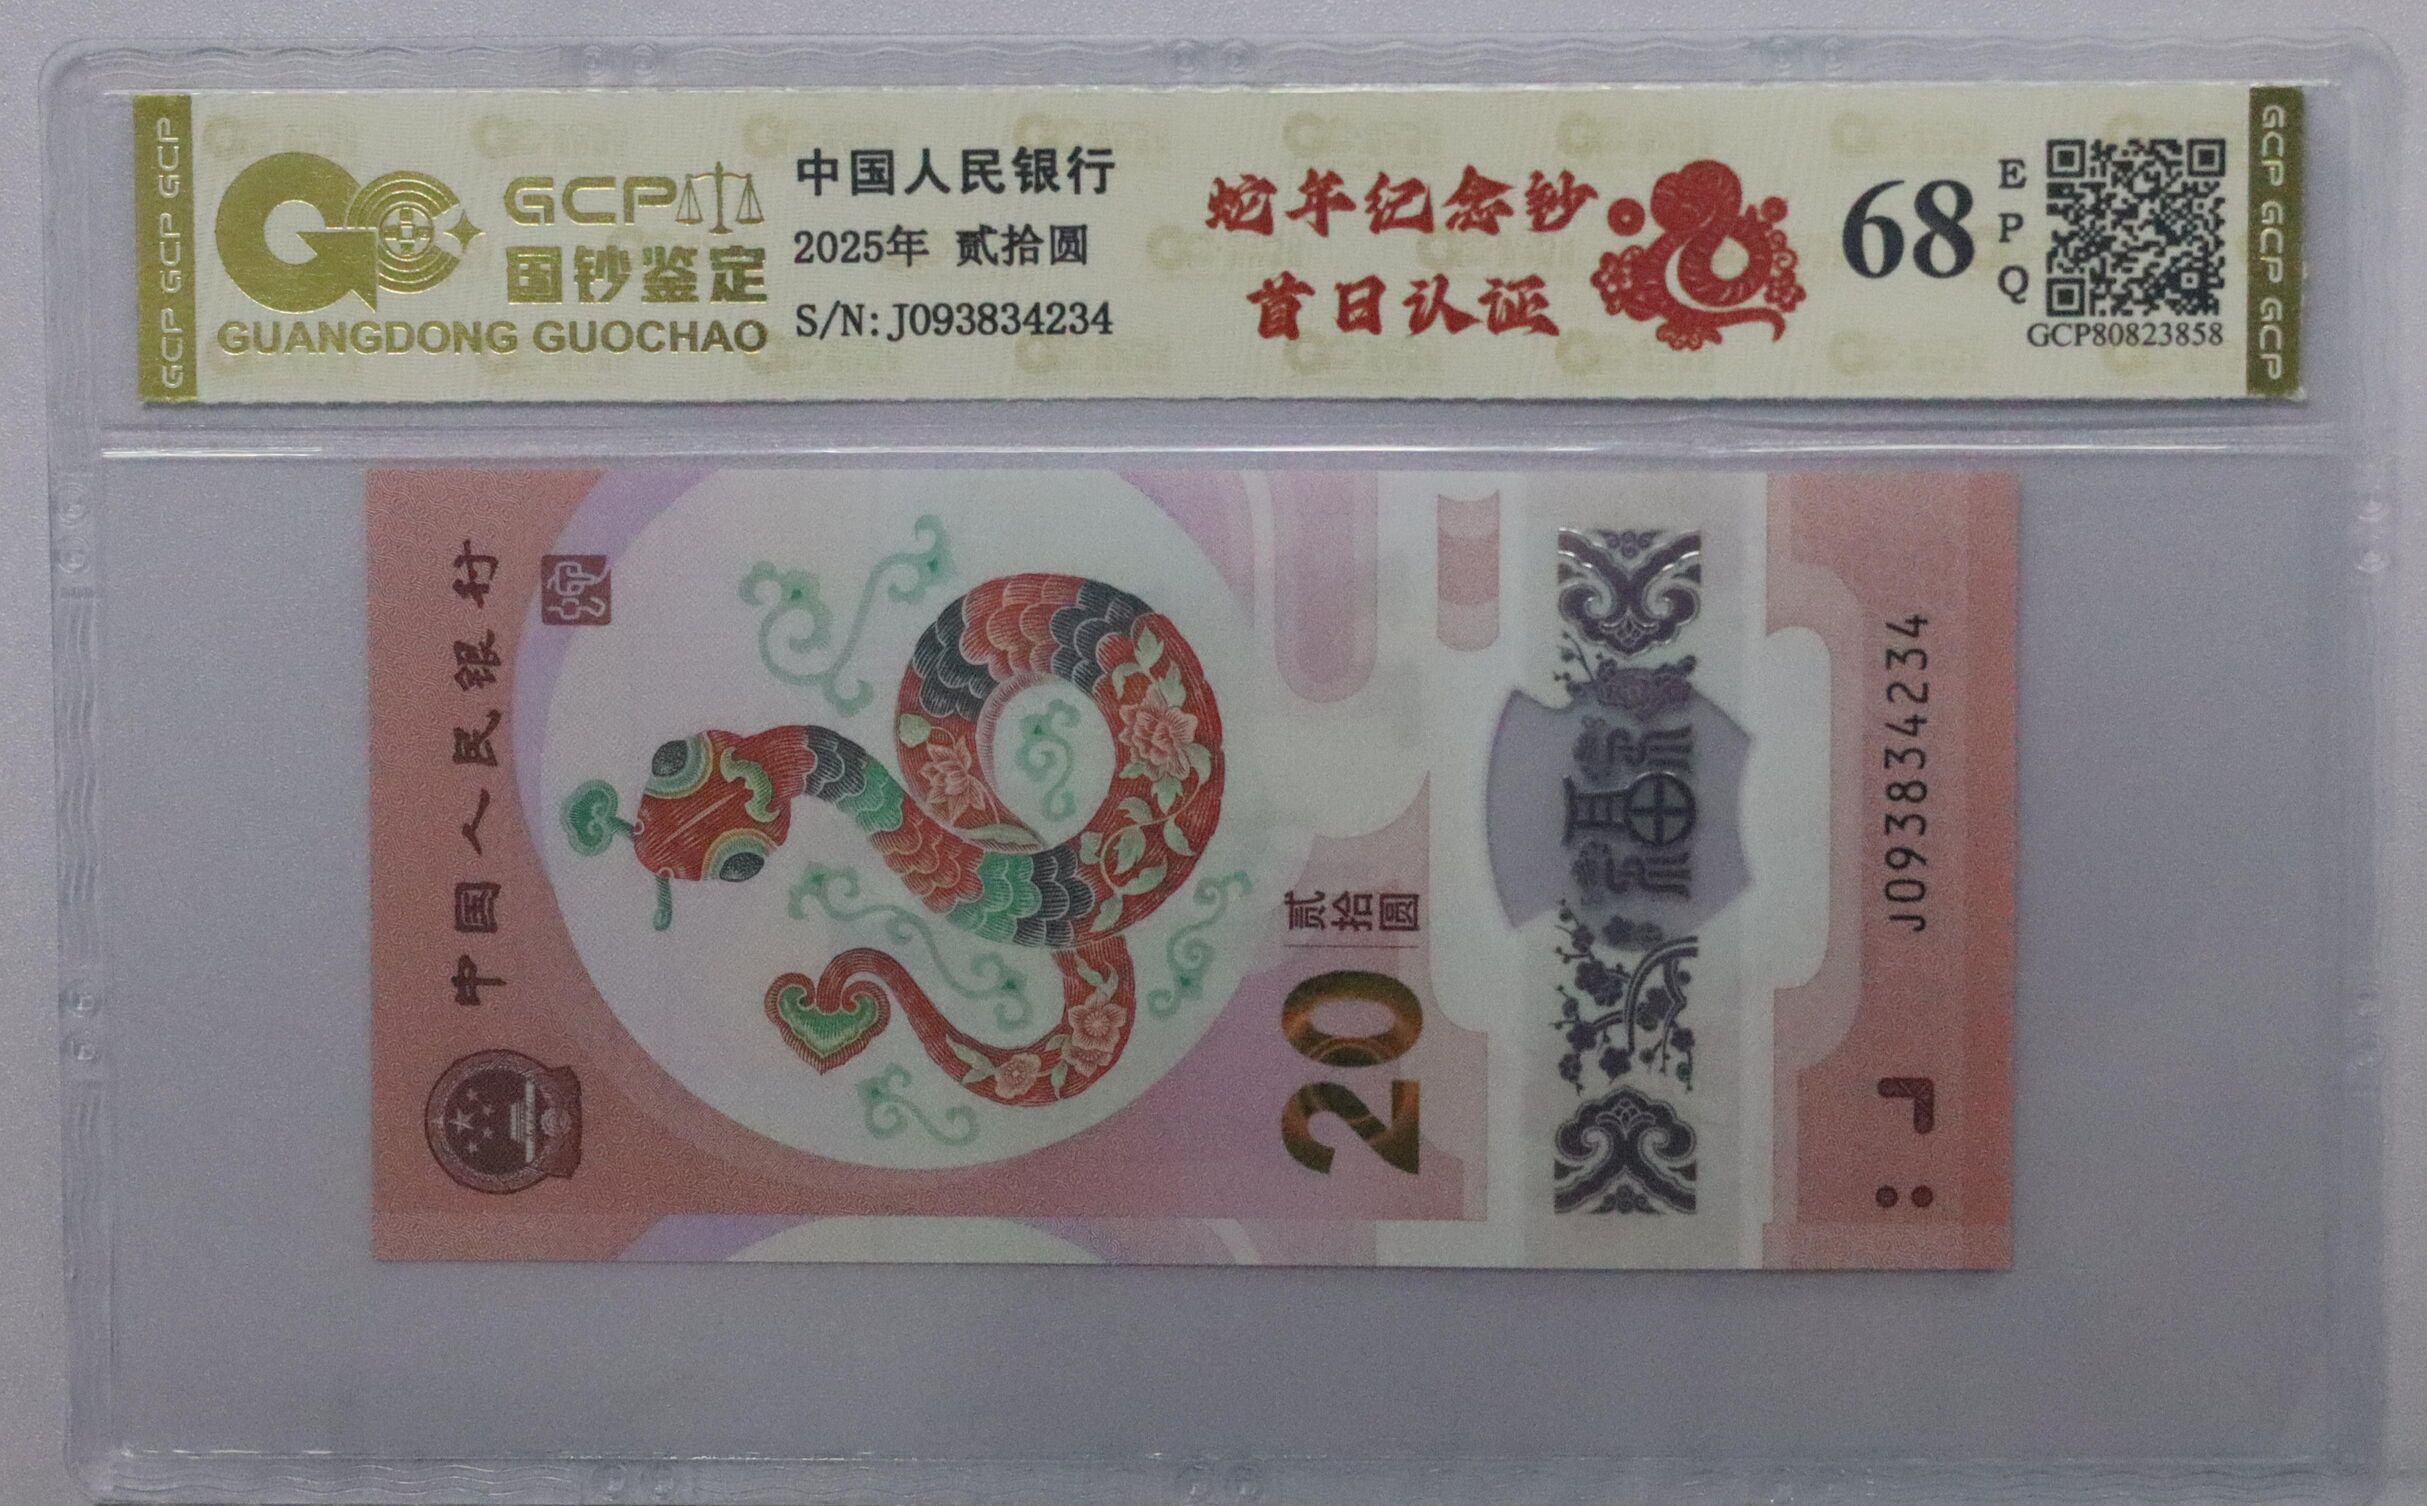 GCP GCP GCP
GCP
国钞鉴定
GUANGDONG GUOCHAO
中国人民银行
2025年 贰拾圆
S/N: J093834234
蛇年纪念钞
首日认证
68
EPQ
GCP80823858
GCP GCP GCP
中国人民银行
贰拾圆
20
福
J093834234